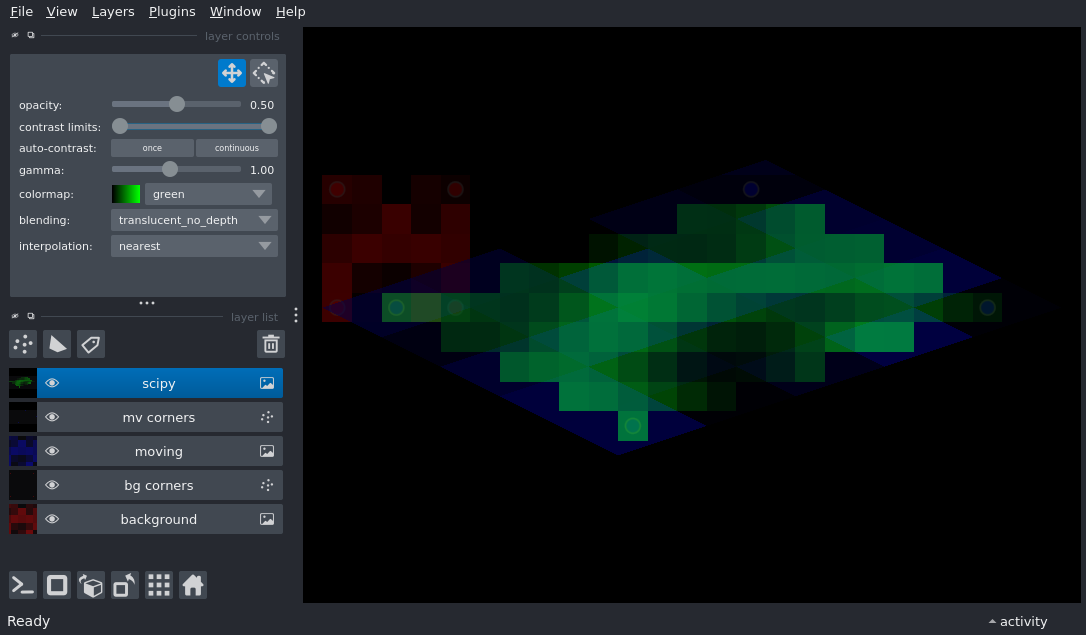 File View Layers Plugins Window Help
layer controls
opacity: 0.50
contrast limits:
auto-contrast: once continuous
gamma: 1.00
colormap: green
blending: translucent_no_depth
interpolation: nearest
layer list
scipy
mv corners
moving
bg corners
background
Ready activity